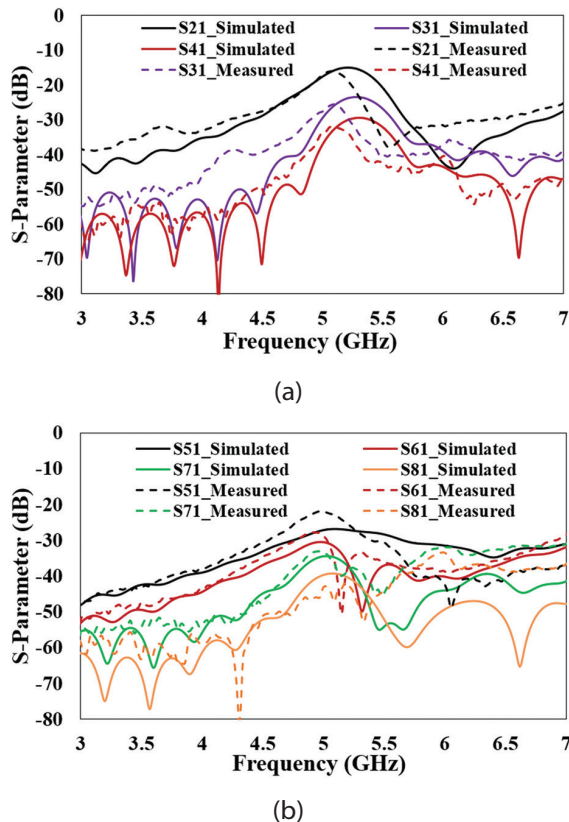 0
-10
-20
-30
-40
-50
-60
-70
-80
S-Parameter (dB)
S21_Simulated S31_Simulated
S41_Simulated S21_Measured
S31_Measured S41_Measured
3 3.5 4 4.5 5 5.5 6 6.5 7
Frequency (GHz)
(a)
0
-10
-20
-30
-40
-50
-60
-70
-80
S-Parameter (dB)
S51_Simulated S61_Simulated
S71_Simulated S81_Simulated
S51_Measured S61_Measured
S71_Measured S81_Measured
3 3.5 4 4.5 5 5.5 6 6.5 7
Frequency (GHz)
(b)